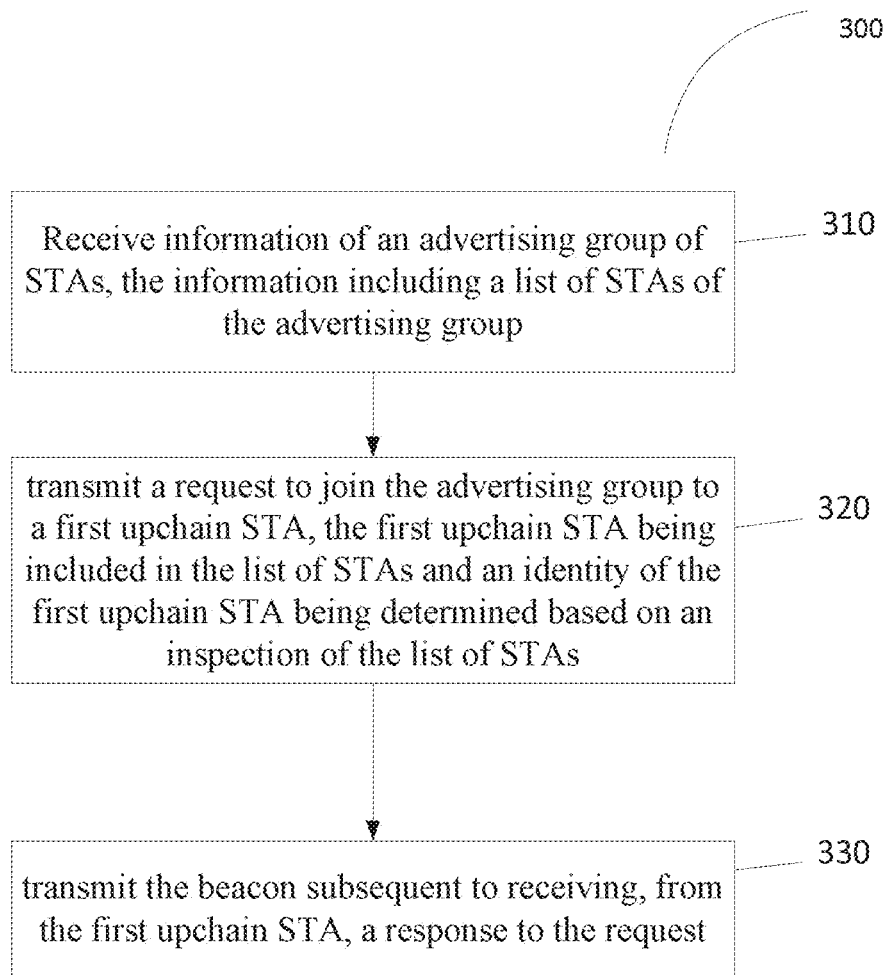 300
310
Receive information of an advertising group of
STAs, the information including a list of STAs of
the advertising group
320
transmit a request to join the advertising group to
a first upchain STA, the first upchain STA being
included in the list of STAs and an identity of the
first upchain STA being determined based on an
inspection of the list of STAs
330
transmit the beacon subsequent to receiving, from
the first upchain STA, a response to the request